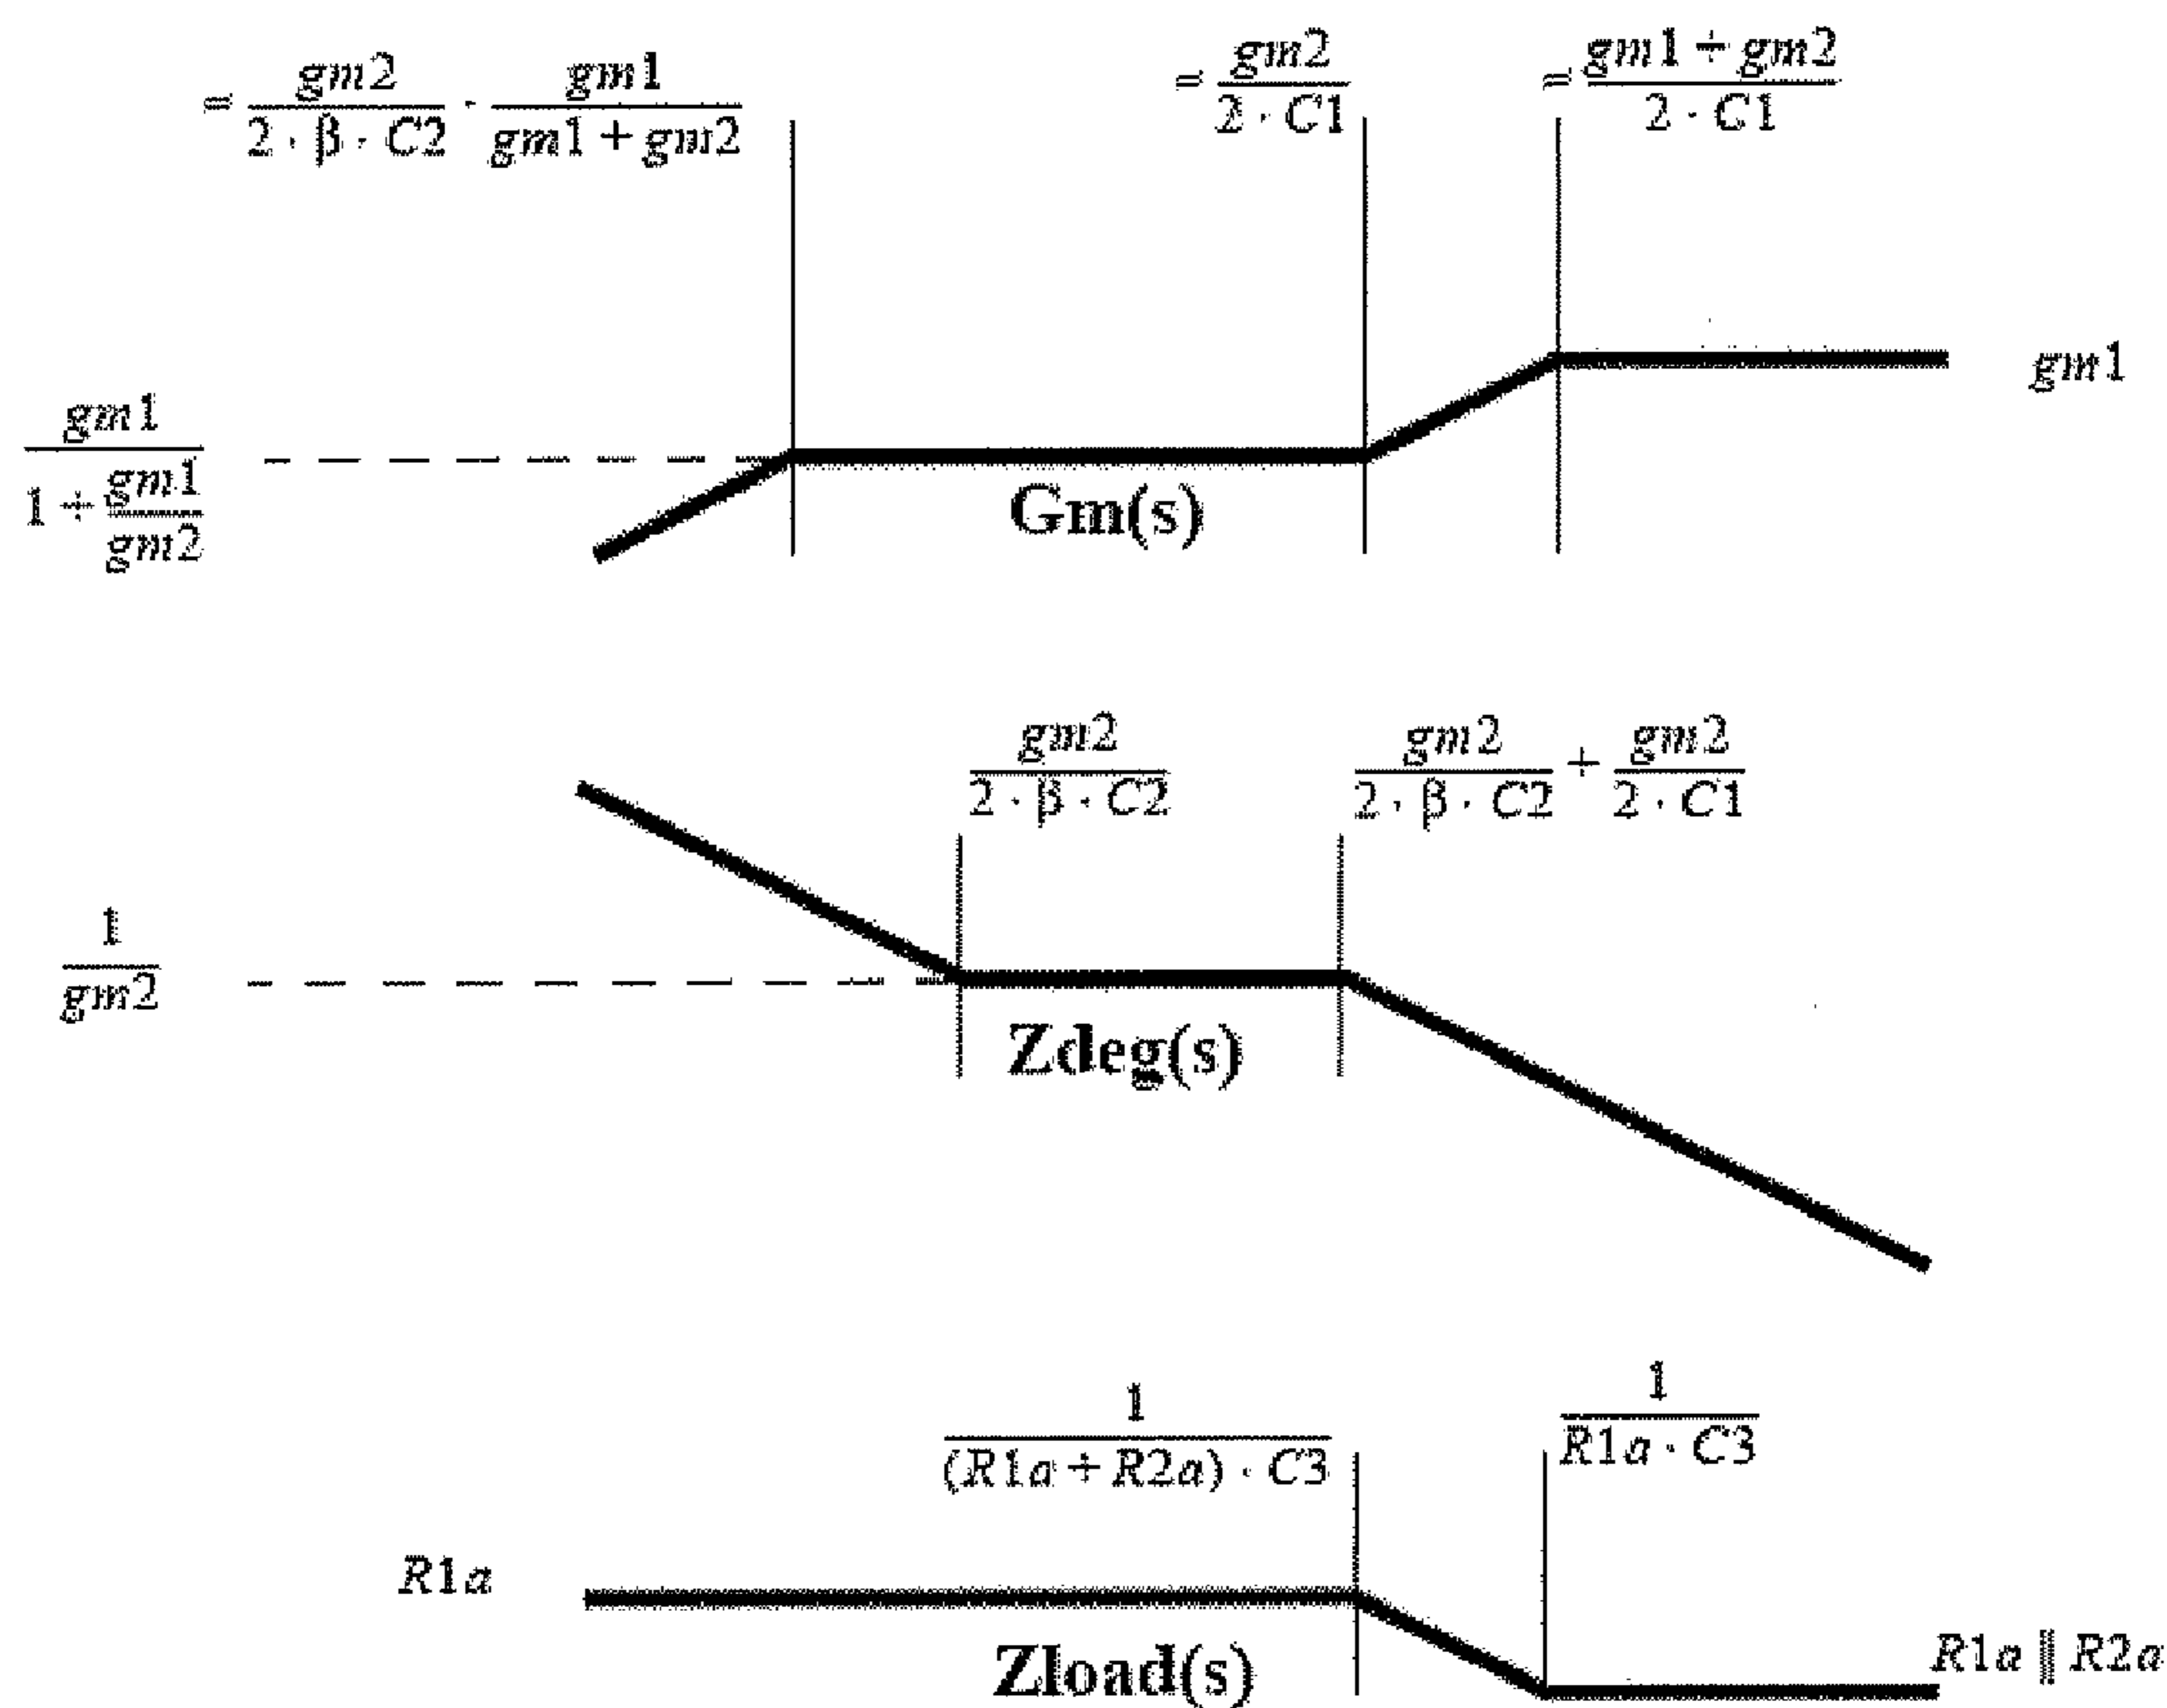 = gm2 / (2 · β · C2) · gm1 / (gm1 + gm2)
= gm2 / (2 · C1)
= (gm1 + gm2) / (2 · C1)
gm1
gm1 / (1 + gm1 / gm2)
Gm(s)
gm2 / (2 · β · C2)
gm2 / (2 · β · C2) + gm2 / (2 · C1)
1 / gm2
Zdeg(s)
1 / ((R1a + R2a) · C3)
1 / (R1a · C3)
R1a
R1a ∥ R2a
Zload(s)